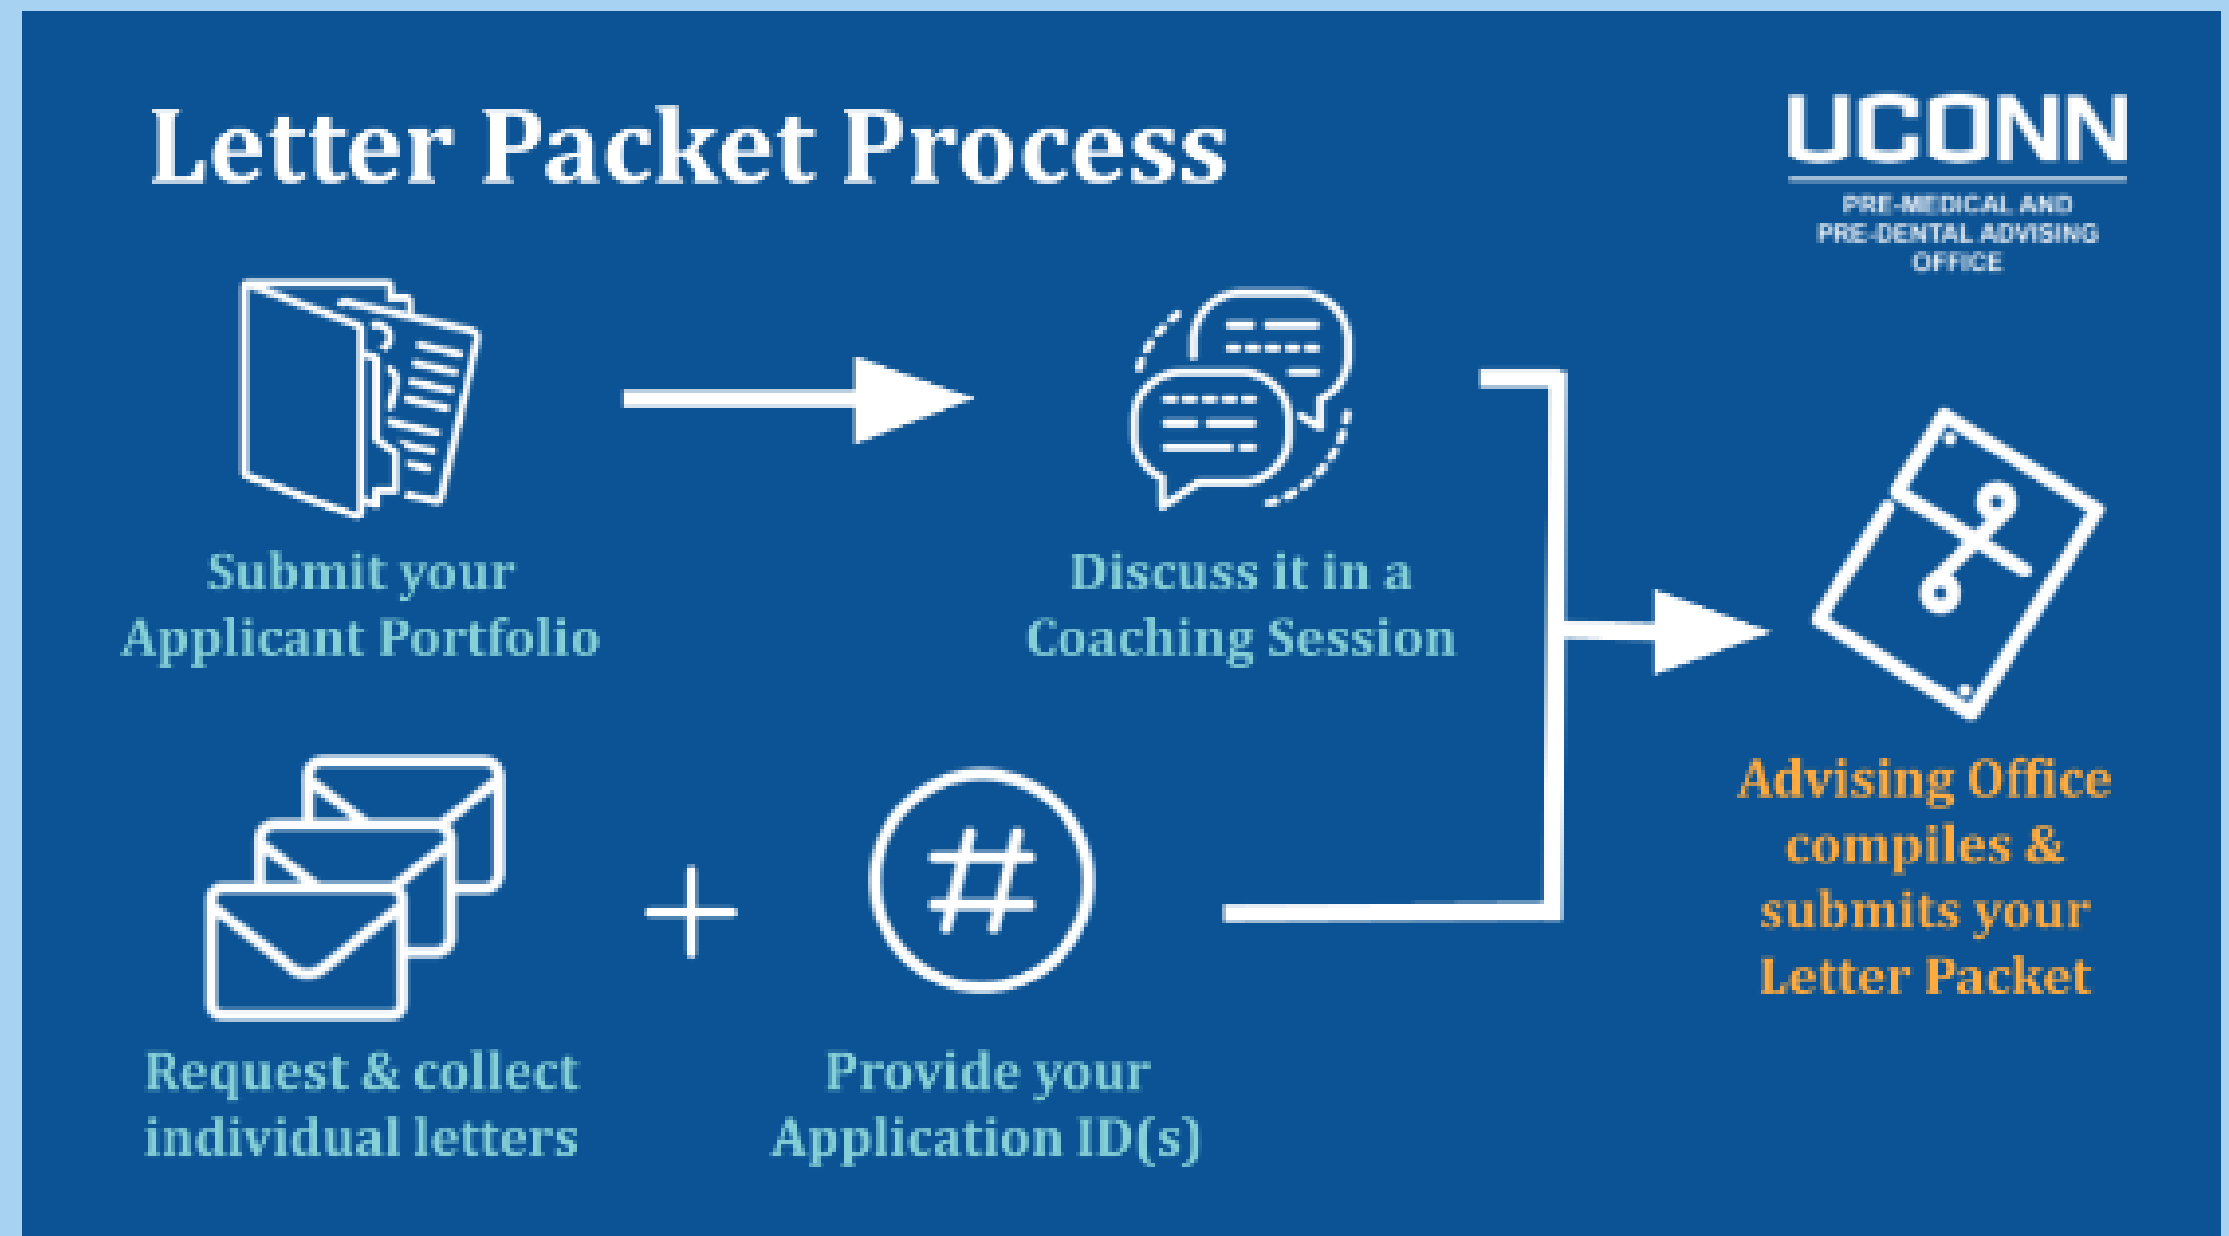 Letter Packet Process
UCONN
PRE-MEDICAL AND
PRE-DENTAL ADVISING
OFFICE
Submit your
Applicant Portfolio
Discuss it in a
Coaching Session
Request & collect
individual letters
+
#
Provide your
Application ID(s)
Advising Office
compiles &
submits your
Letter Packet